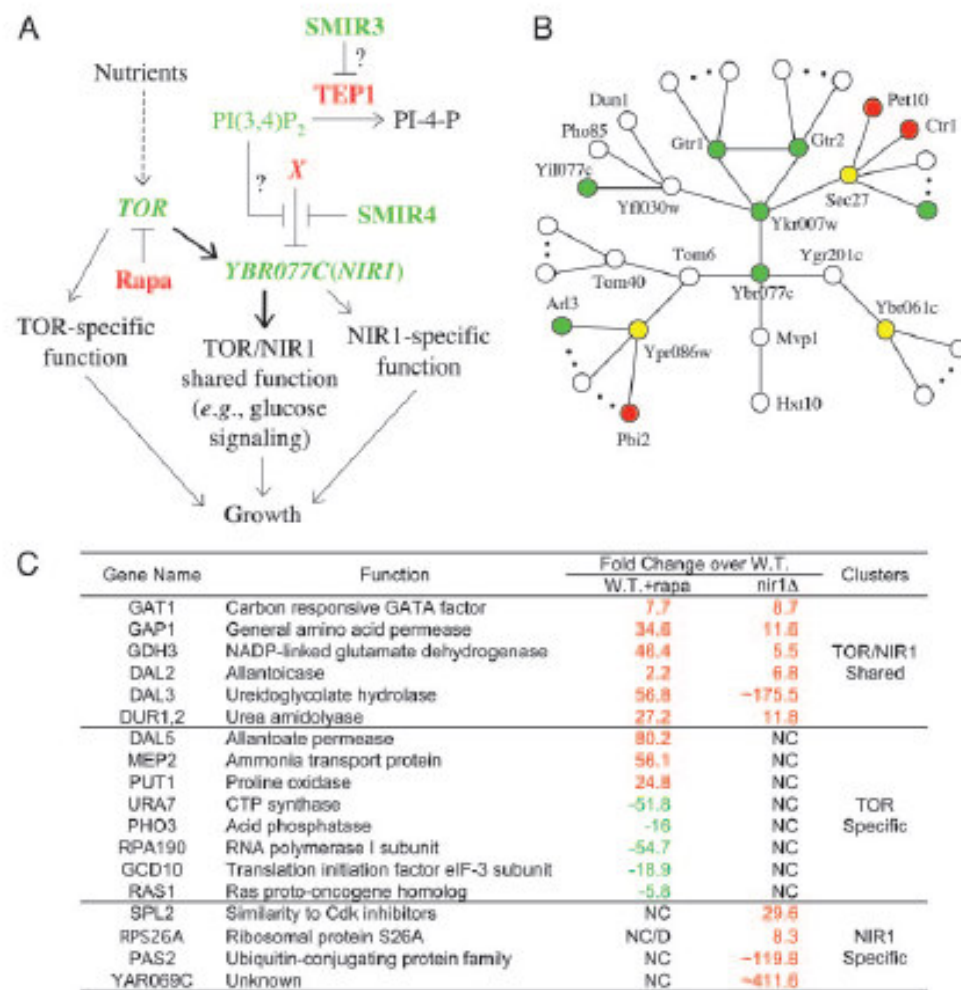 A
SMIR3
?
Nutrients
TEP1
PI(3,4)P2
PI-4-P
X
?
TOR
SMIR4
Rapa
YBR077C(NIR1)
TOR-specific
function
TOR/NIR1
shared function
(e.g., glucose
signaling)
NIR1-specific
function
Growth
B
Pet10
Dun1
Ctr1
Pho85
Gtr1
Gtr2
Yil077c
Yfl030w
Sec27
Ykr007w
Tom6
Ygr201c
Tom40
Ybr077c
Arl3
Ybr061c
Ypr086w
Mvp1
Hxt10
Pbi2
C
Gene Name Function Fold Change over W.T. Clusters
W.T.+rapa nir1Δ
GAT1 Carbon responsive GATA factor 7.7 8.7
GAP1 General amino acid permease 34.6 11.6
GDH3 NADP-linked glutamate dehydrogenase 46.4 5.5 TOR/NIR1
DAL2 Allantoicase 2.2 6.8 Shared
DAL3 Ureidoglycolate hydrolase 56.8 ~175.5
DUR1,2 Urea amidolyase 27.2 11.8
DAL5 Allantoate permease 80.2 NC
MEP2 Ammonia transport protein 56.1 NC
PUT1 Proline oxidase 24.8 NC
URA7 CTP synthase -51.8 NC TOR
PHO3 Acid phosphatase -16 NC Specific
RPA190 RNA polymerase I subunit -54.7 NC
GCD10 Translation initiation factor eIF-3 subunit -18.9 NC
RAS1 Ras proto-oncogene homolog -5.8 NC
SPL2 Similarity to Cdk inhibitors NC 29.6
RPS26A Ribosomal protein S26A NC/D 8.3 NIR1
PAS2 Ubiquitin-conjugating protein family NC ~119.8 Specific
YAR069C Unknown NC ~411.6